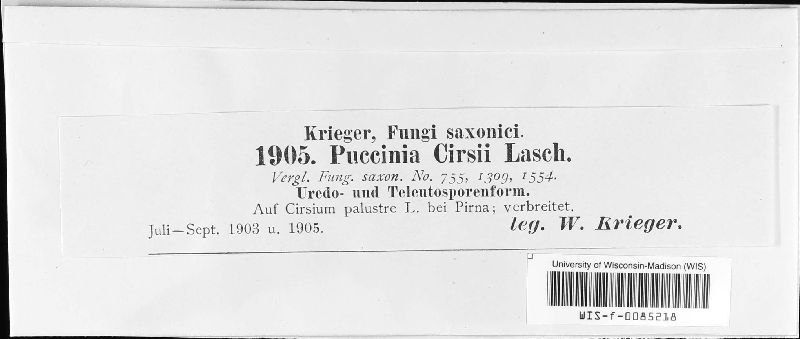 Krieger, Fungi saxonici.
1905. Puccinia Cirsii Lasch.
Vergl. Fung. saxon. No. 755, 1309, 1554.
Uredo- und Teleutosporenform.
Auf Cirsium palustre L. bei Pirna; verbreitet.
Juli—Sept. 1903 u. 1905. leg. W. Krieger.
University of Wisconsin-Madison (WIS)
WIS-f-0085218